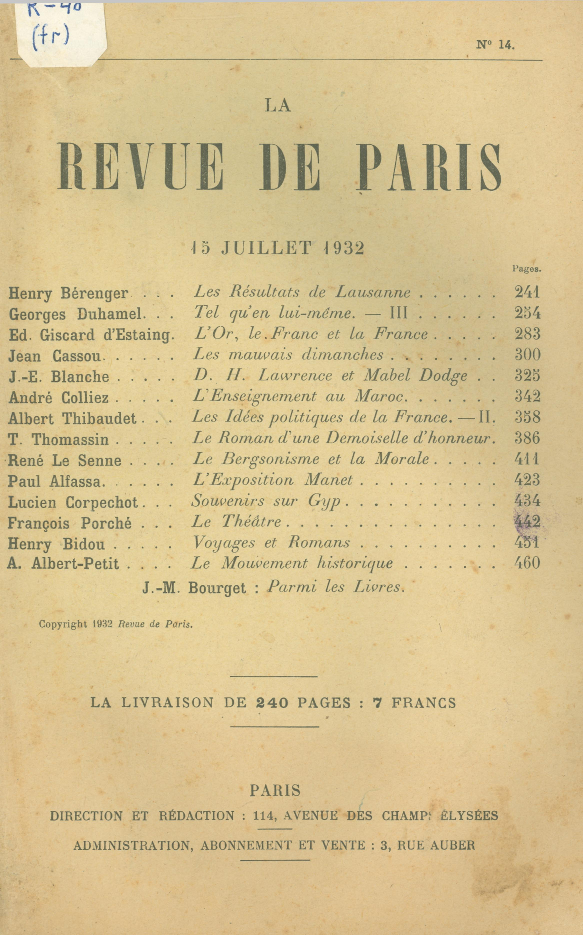 R-40
(fr)
Nº 14.
LA
REVUE DE PARIS
15 JUILLET 1932
Pages.
Henry Bérenger . . . Les Résultats de Lausanne . . . . . . 241
Georges Duhamel. . . Tel qu'en lui-même. — III . . . . . . 254
Ed. Giscard d'Estaing. L'Or, le Franc et la France . . . . . 283
Jean Cassou. . . . . . Les mauvais dimanches . . . . . . . . 300
J.-E. Blanche . . . . . D. H. Lawrence et Mabel Dodge . . 325
André Colliez . . . . . L'Enseignement au Maroc. . . . . . . 342
Albert Thibaudet . . . Les Idées politiques de la France. — II. 358
T. Thomassin . . . . . Le Roman d'une Demoiselle d'honneur. 386
René Le Senne . . . . Le Bergsonisme et la Morale . . . . . 411
Paul Alfassa. . . . . . L'Exposition Manet . . . . . . . . . 423
Lucien Corpechot. . . Souvenirs sur Gyp. . . . . . . . . . 434
François Porché . . . Le Théâtre . . . . . . . . . . . . . 442
Henry Bidou . . . . . Voyages et Romans . . . . . . . . . 451
A. Albert-Petit . . . . Le Mouvement historique . . . . . . . 460
J.-M. Bourget : Parmi les Livres.
Copyright 1932 Revue de Paris.
LA LIVRAISON DE 240 PAGES : 7 FRANCS
PARIS
DIRECTION ET RÉDACTION : 114, AVENUE DES CHAMPS ÉLYSÉES
ADMINISTRATION, ABONNEMENT ET VENTE : 3, RUE AUBER